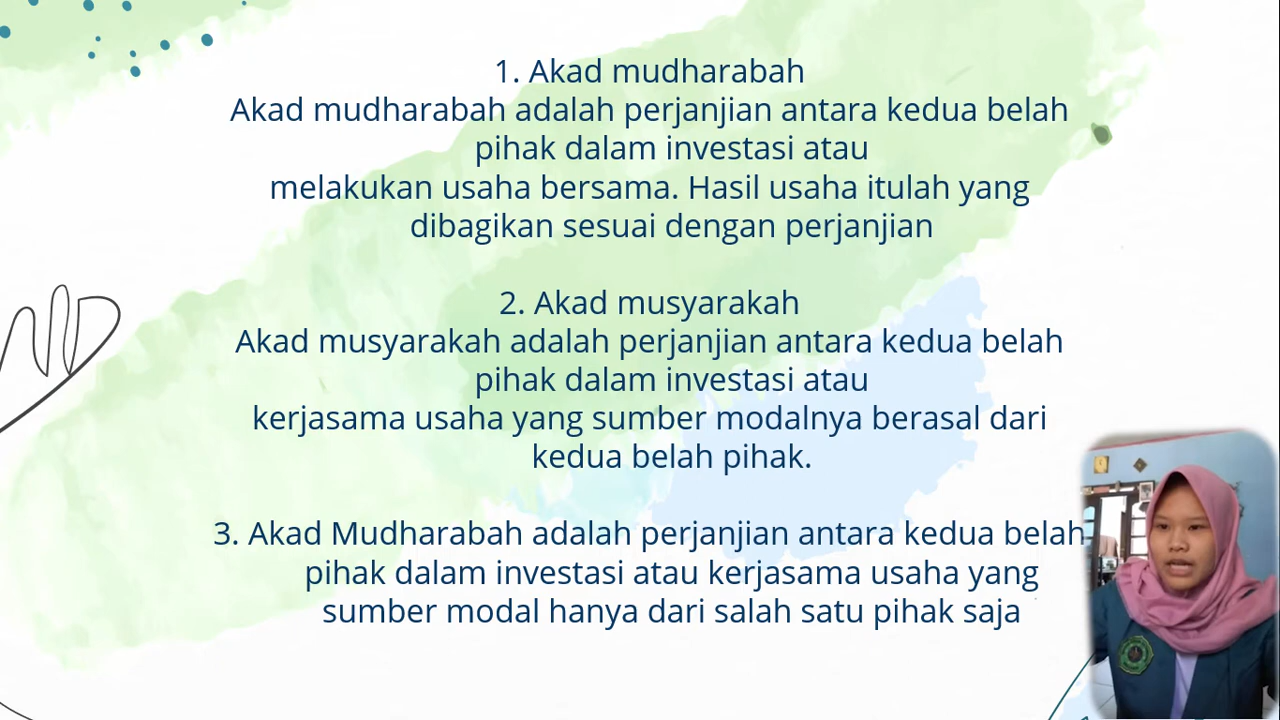 1. Akad mudharabah
Akad mudharabah adalah perjanjian antara kedua belah
pihak dalam investasi atau
melakukan usaha bersama. Hasil usaha itulah yang
dibagikan sesuai dengan perjanjian
2. Akad musyarakah
Akad musyarakah adalah perjanjian antara kedua belah
pihak dalam investasi atau
kerjasama usaha yang sumber modalnya berasal dari
kedua belah pihak.
3. Akad Mudharabah adalah perjanjian antara kedua belah
pihak dalam investasi atau kerjasama usaha yang
sumber modal hanya dari salah satu pihak saja